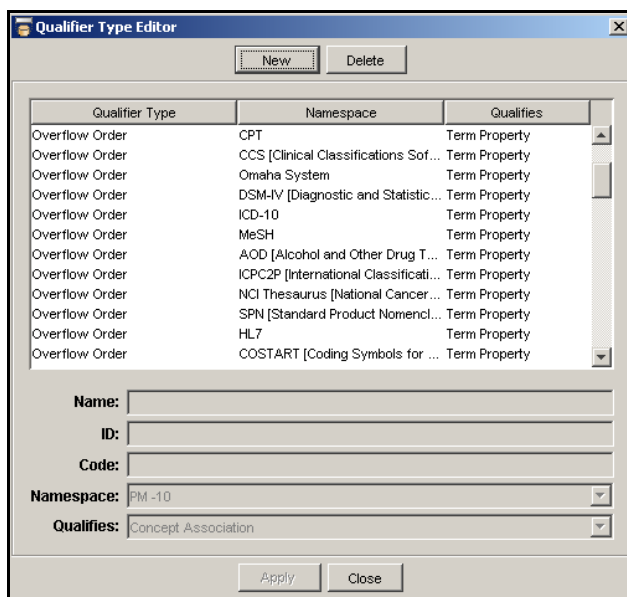 Qualifier Type Editor
New Delete
Qualifier Type Namespace Qualifies
Overflow Order CPT Term Property
Overflow Order CCS [Clinical Classifications Sof... Term Property
Overflow Order Omaha System Term Property
Overflow Order DSM-IV [Diagnostic and Statistic... Term Property
Overflow Order ICD-10 Term Property
Overflow Order MeSH Term Property
Overflow Order AOD [Alcohol and Other Drug T... Term Property
Overflow Order ICPC2P [International Classificati... Term Property
Overflow Order NCI Thesaurus [National Cancer... Term Property
Overflow Order SPN [Standard Product Nomencl... Term Property
Overflow Order HL7 Term Property
Overflow Order COSTART [Coding Symbols for ... Term Property
Name:
ID:
Code:
Namespace: PM -10
Qualifies: Concept Association
Apply Close